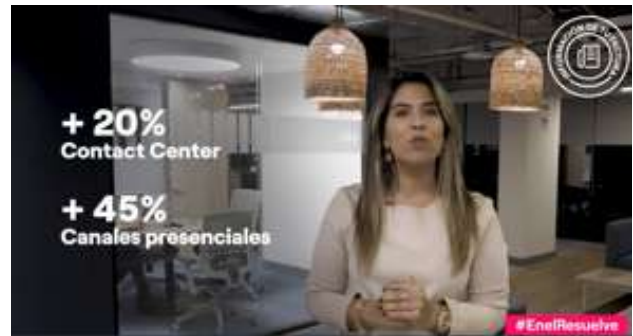 + 20%
Contact Center
+ 45%
Canales presenciales
#EnelResuelve